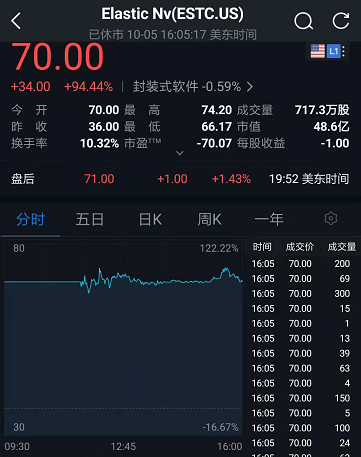 Elastic Nv(ESTC.US)
已休市 10-05 16:05:17 美东时间
70.00
L1
+34.00 +94.44% 封装式软件 -0.59%
今开 70.00 最高 74.20 成交量 717.3万股
昨收 36.00 最低 66.17 市值 48.6亿
换手率 10.32% 市盈TTM -70.07 每股收益 -1.00
盘后 71.00 +1.00 +1.43% 19:52 美东时间
分时 五日 日K 周K 一年
80 122.22% 时间 成交价 成交量
16:05 70.00 200
16:05 70.00 69
16:05 70.00 300
16:05 70.00 15
16:05 70.00 1
16:05 70.00 13
16:05 70.00 39
16:05 70.00 63
16:05 70.00 4
16:05 70.00 150
16:05 70.00 5
30 -16.67% 16:05 70.00 100
09:30 12:45 16:00 16:05 70.00 24